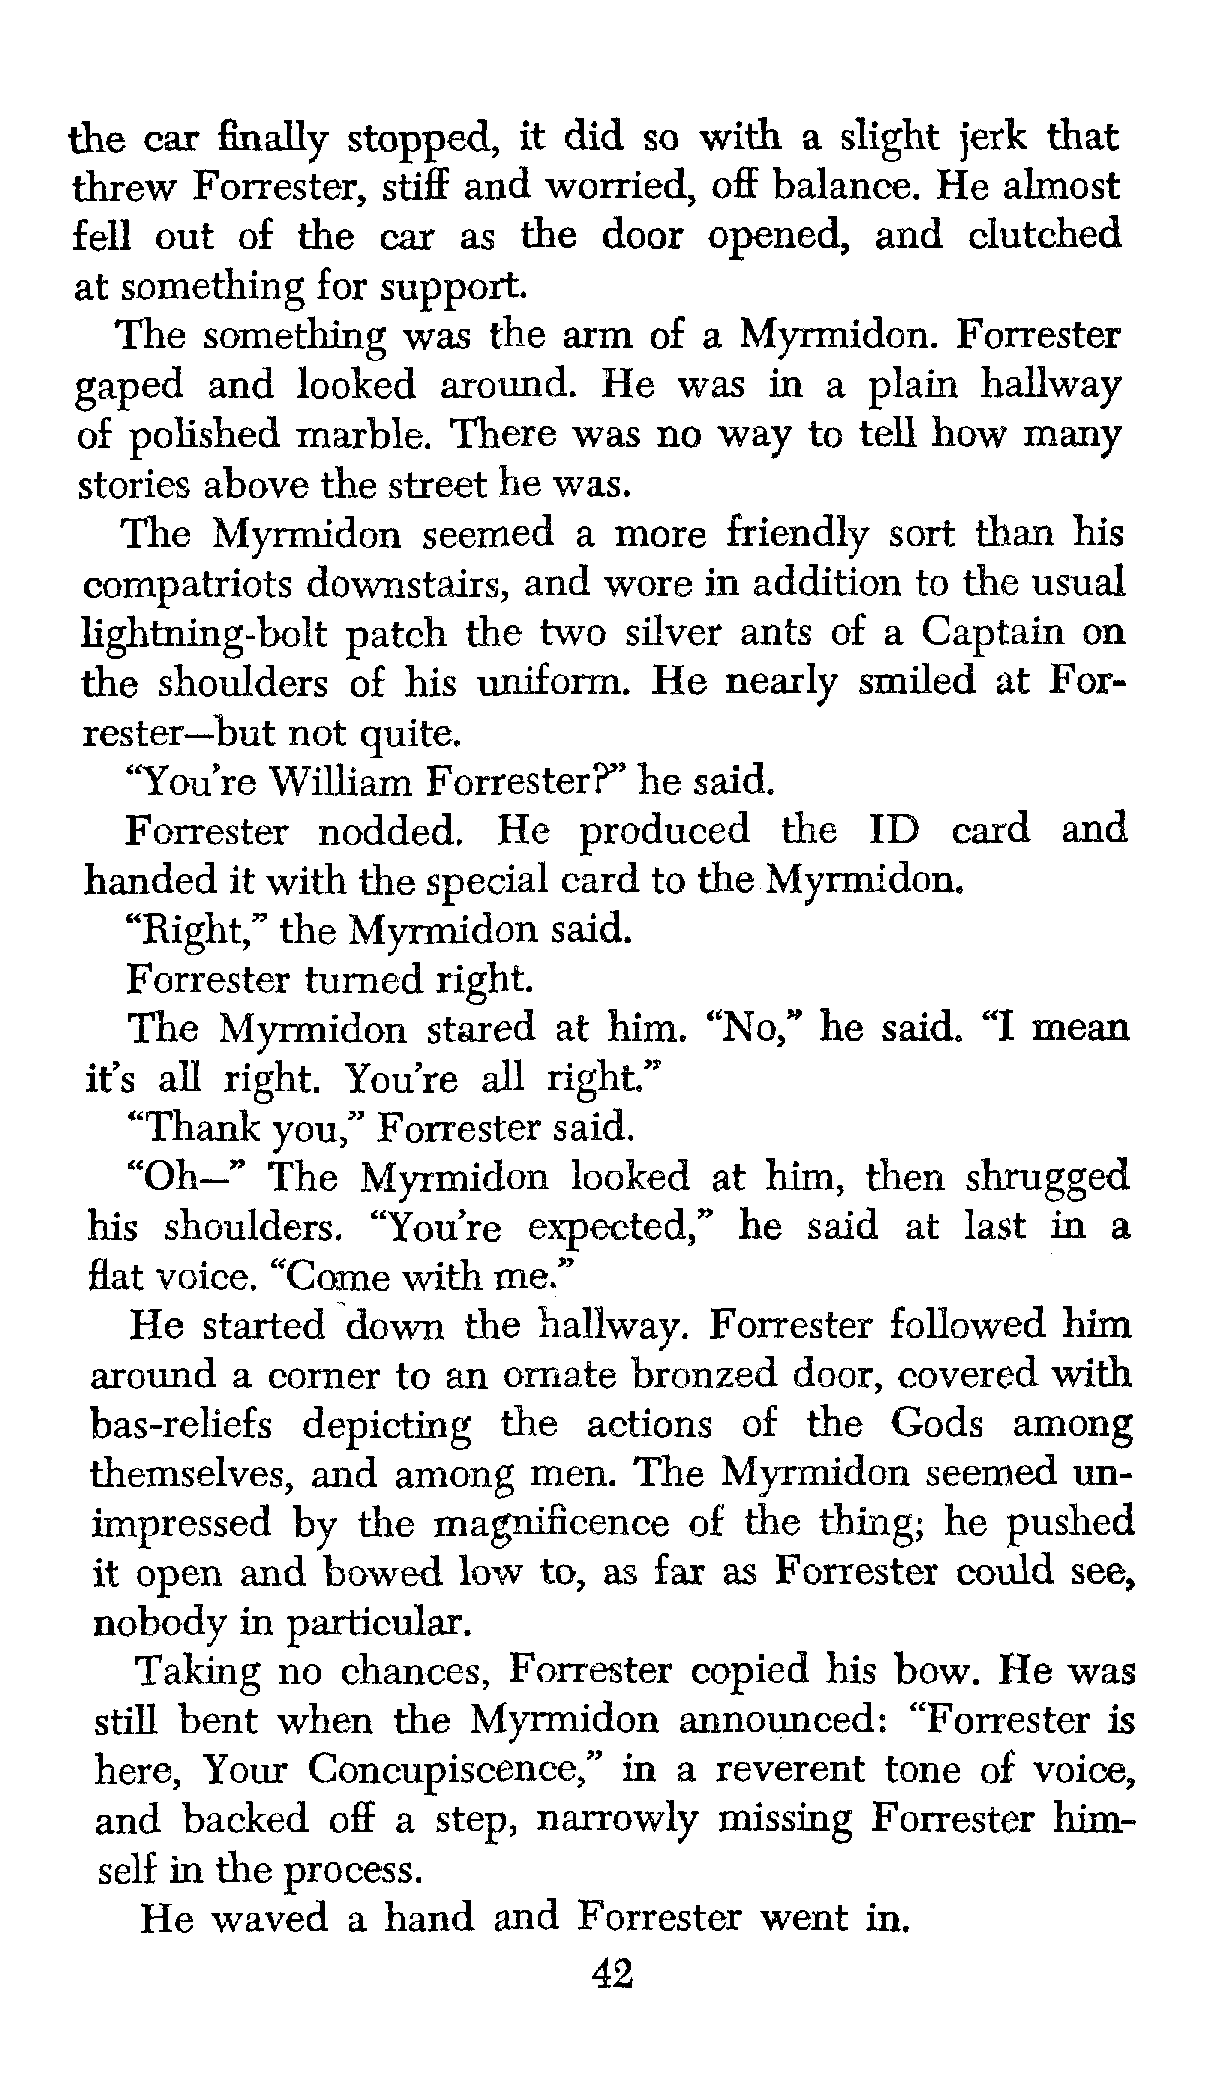 the car finally stopped, it did so with a slight jerk that
threw Forrester, stiff and worried, off balance. He almost
fell out of the car as the door opened, and clutched
at something for support.
The something was the arm of a Myrmidon. Forrester
gaped and looked around. He was in a plain hallway
of polished marble. There was no way to tell how many
stories above the street he was.
The Myrmidon seemed a more friendly sort than his
compatriots downstairs, and wore in addition to the usual
lightning-bolt patch the two silver ants of a Captain on
the shoulders of his uniform. He nearly smiled at For-
rester—but not quite.
“You’re William Forrester?” he said.
Forrester nodded. He produced the ID card and
handed it with the special card to the Myrmidon.
“Right,” the Myrmidon said.
Forrester turned right.
The Myrmidon stared at him. “No,” he said. “I mean
it’s all right. You’re all right.”
“Thank you,” Forrester said.
“Oh—” The Myrmidon looked at him, then shrugged
his shoulders. “You’re expected,” he said at last in a
flat voice. “Come with me.”
He started down the hallway. Forrester followed him
around a corner to an ornate bronzed door, covered with
bas-reliefs depicting the actions of the Gods among
themselves, and among men. The Myrmidon seemed un-
impressed by the magnificence of the thing; he pushed
it open and bowed low to, as far as Forrester could see,
nobody in particular.
Taking no chances, Forrester copied his bow. He was
still bent when the Myrmidon announced: “Forrester is
here, Your Concupiscence,” in a reverent tone of voice,
and backed off a step, narrowly missing Forrester him-
self in the process.
He waved a hand and Forrester went in.
42